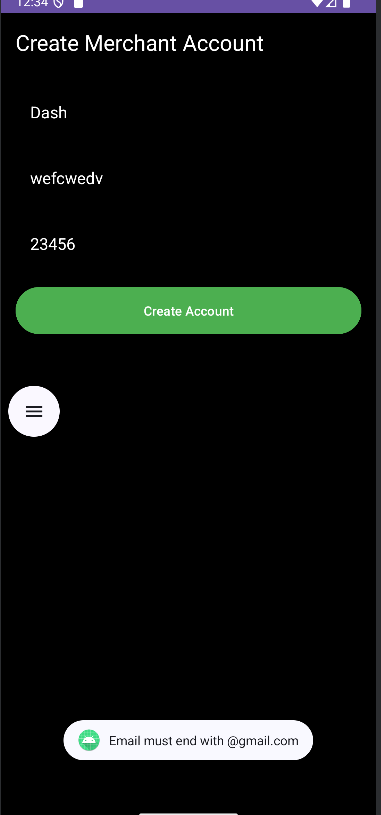 12:34
Create Merchant Account
Dash
wefcwedv
23456
Create Account
Email must end with @gmail.com